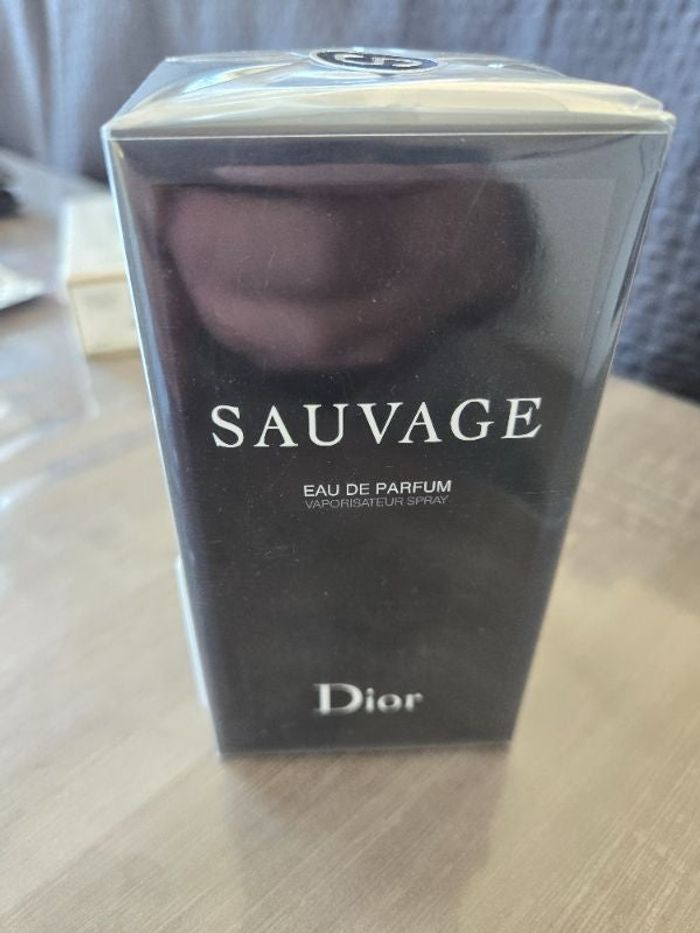 SAUVAGE
EAU DE PARFUM
VAPORISATEUR SPRAY
Dior